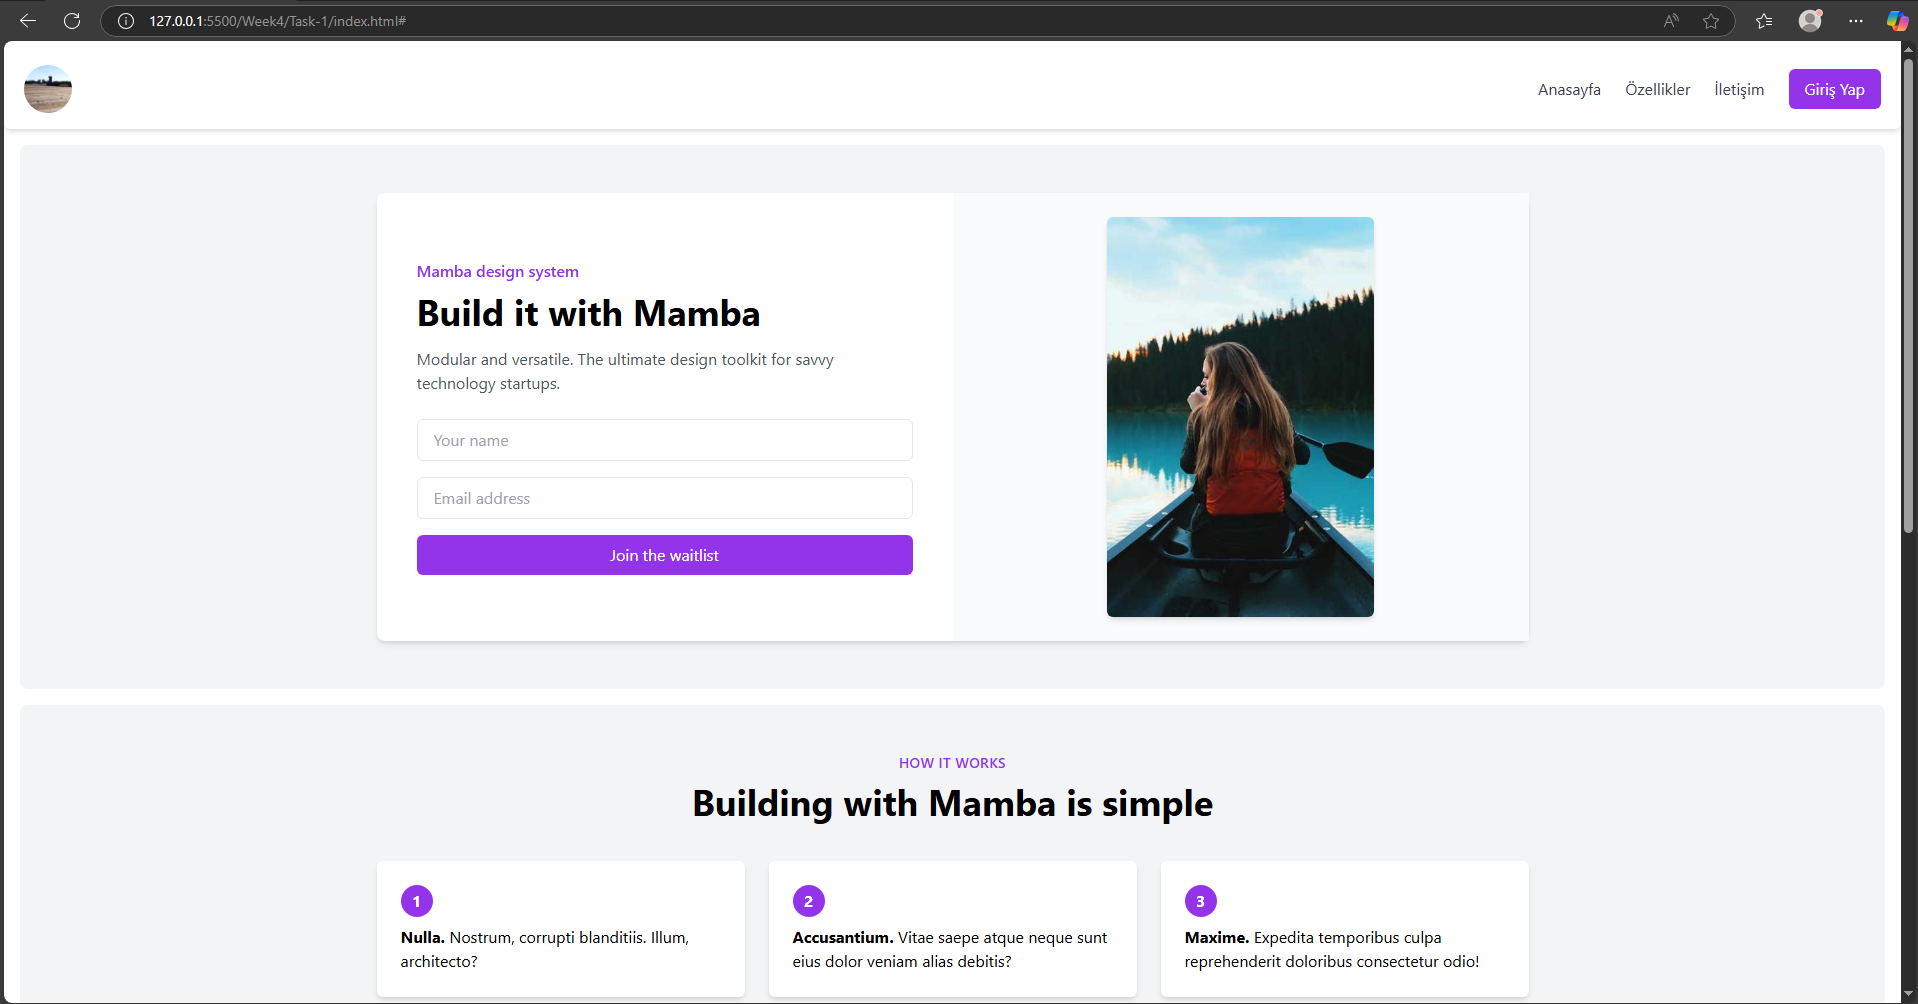 127.0.0.1:5500/Week4/Task-1/index.html#
Anasayfa Özellikler İletişim Giriş Yap
Mamba design system
Build it with Mamba
Modular and versatile. The ultimate design toolkit for savvy
technology startups.
Your name
Email address
Join the waitlist
HOW IT WORKS
Building with Mamba is simple
1
Nulla. Nostrum, corrupti blanditiis. Illum,
architecto?
2
Accusantium. Vitae saepe atque neque sunt
eius dolor veniam alias debitis?
3
Maxime. Expedita temporibus culpa
reprehenderit doloribus consectetur odio!